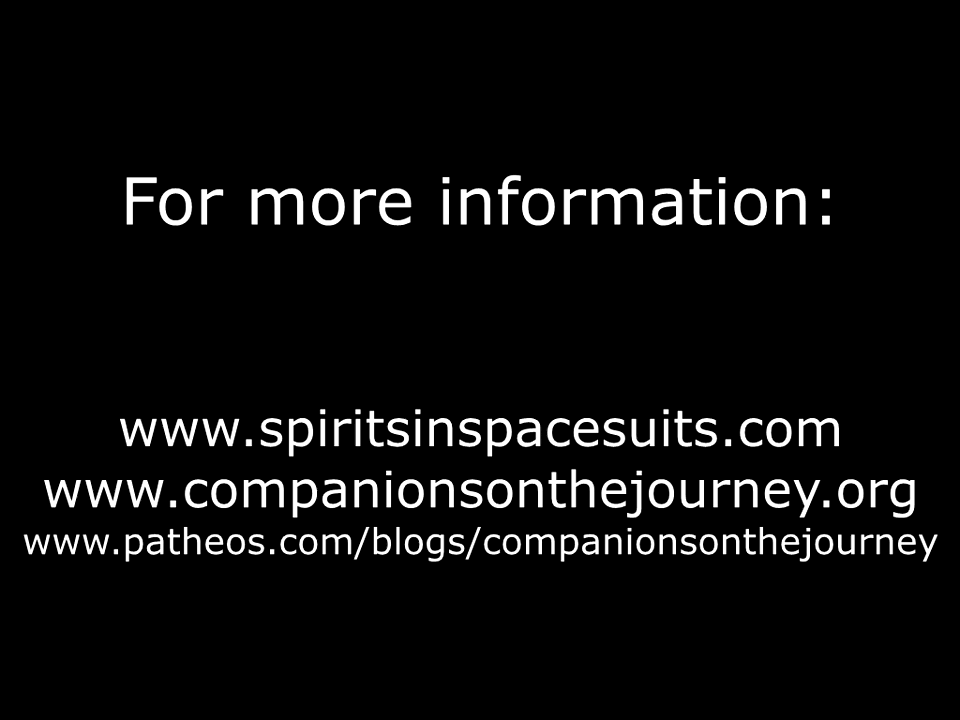 For more information:
www.spiritsinspacesuits.com
www.companionsonthejourney.org
www.patheos.com/blogs/companionsonthejourney